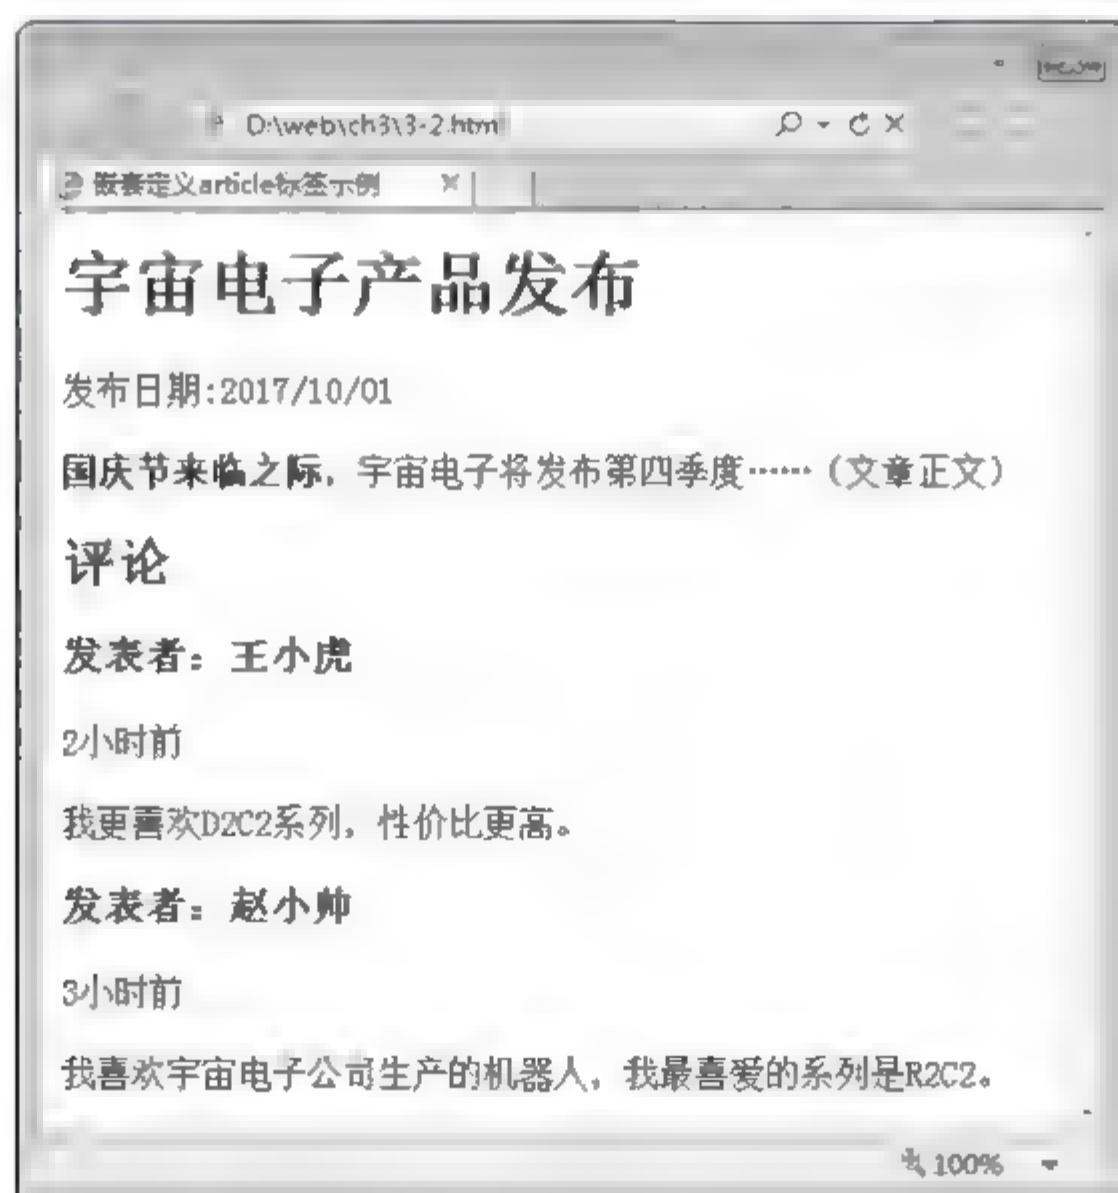 D:\web\ch3\3-2.html
嵌套定义article标签示例
宇宙电子产品发布
发布日期:2017/10/01
国庆节来临之际，宇宙电子将发布第四季度……（文章正文）
评论
发表者：王小虎
2小时前
我更喜欢D2C2系列，性价比更高。
发表者：赵小帅
3小时前
我喜欢宇宙电子公司生产的机器人，我最喜爱的系列是R2C2。
100%